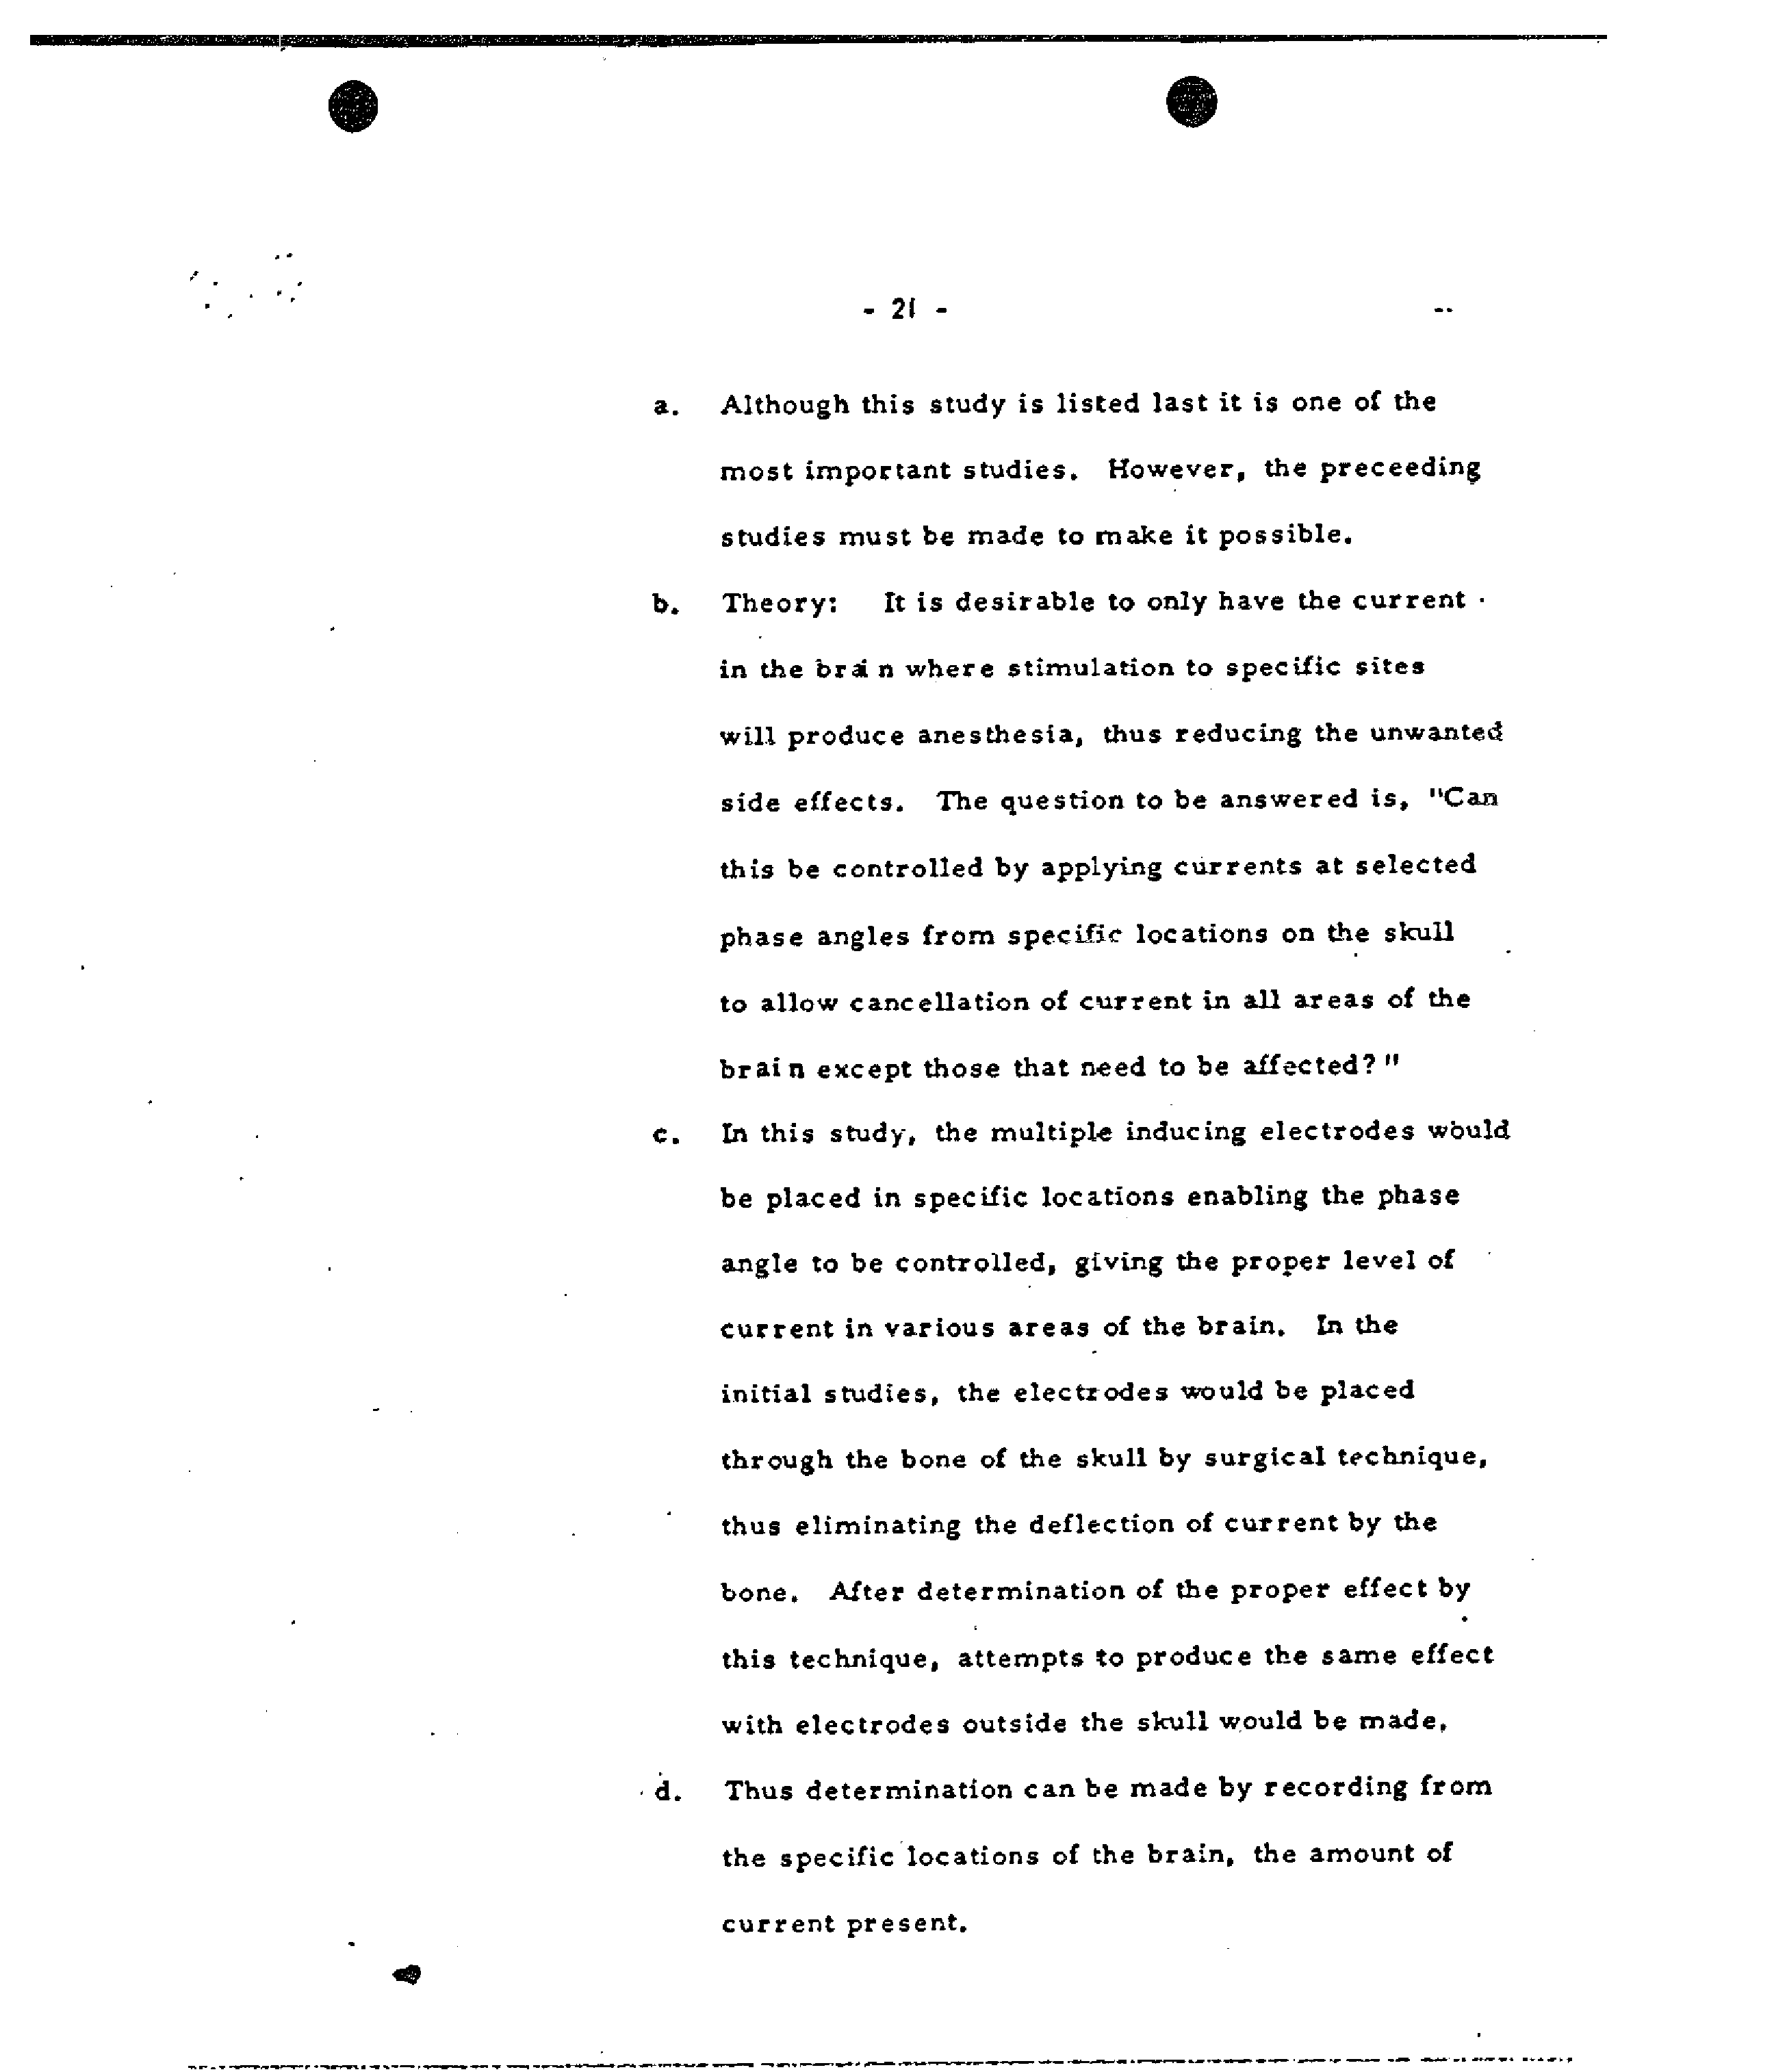 - 21 -
a. Although this study is listed last it is one of the
most important studies. However, the preceeding
studies must be made to make it possible.
b. Theory: It is desirable to only have the current
in the brain where stimulation to specific sites
will produce anesthesia, thus reducing the unwanted
side effects. The question to be answered is, "Can
this be controlled by applying currents at selected
phase angles from specific locations on the skull
to allow cancellation of current in all areas of the
brain except those that need to be affected?"
c. In this study, the multiple inducing electrodes would
be placed in specific locations enabling the phase
angle to be controlled, giving the proper level of
current in various areas of the brain. In the
initial studies, the electrodes would be placed
through the bone of the skull by surgical technique,
thus eliminating the deflection of current by the
bone. After determination of the proper effect by
this technique, attempts to produce the same effect
with electrodes outside the skull would be made.
d. Thus determination can be made by recording from
the specific locations of the brain, the amount of
current present.